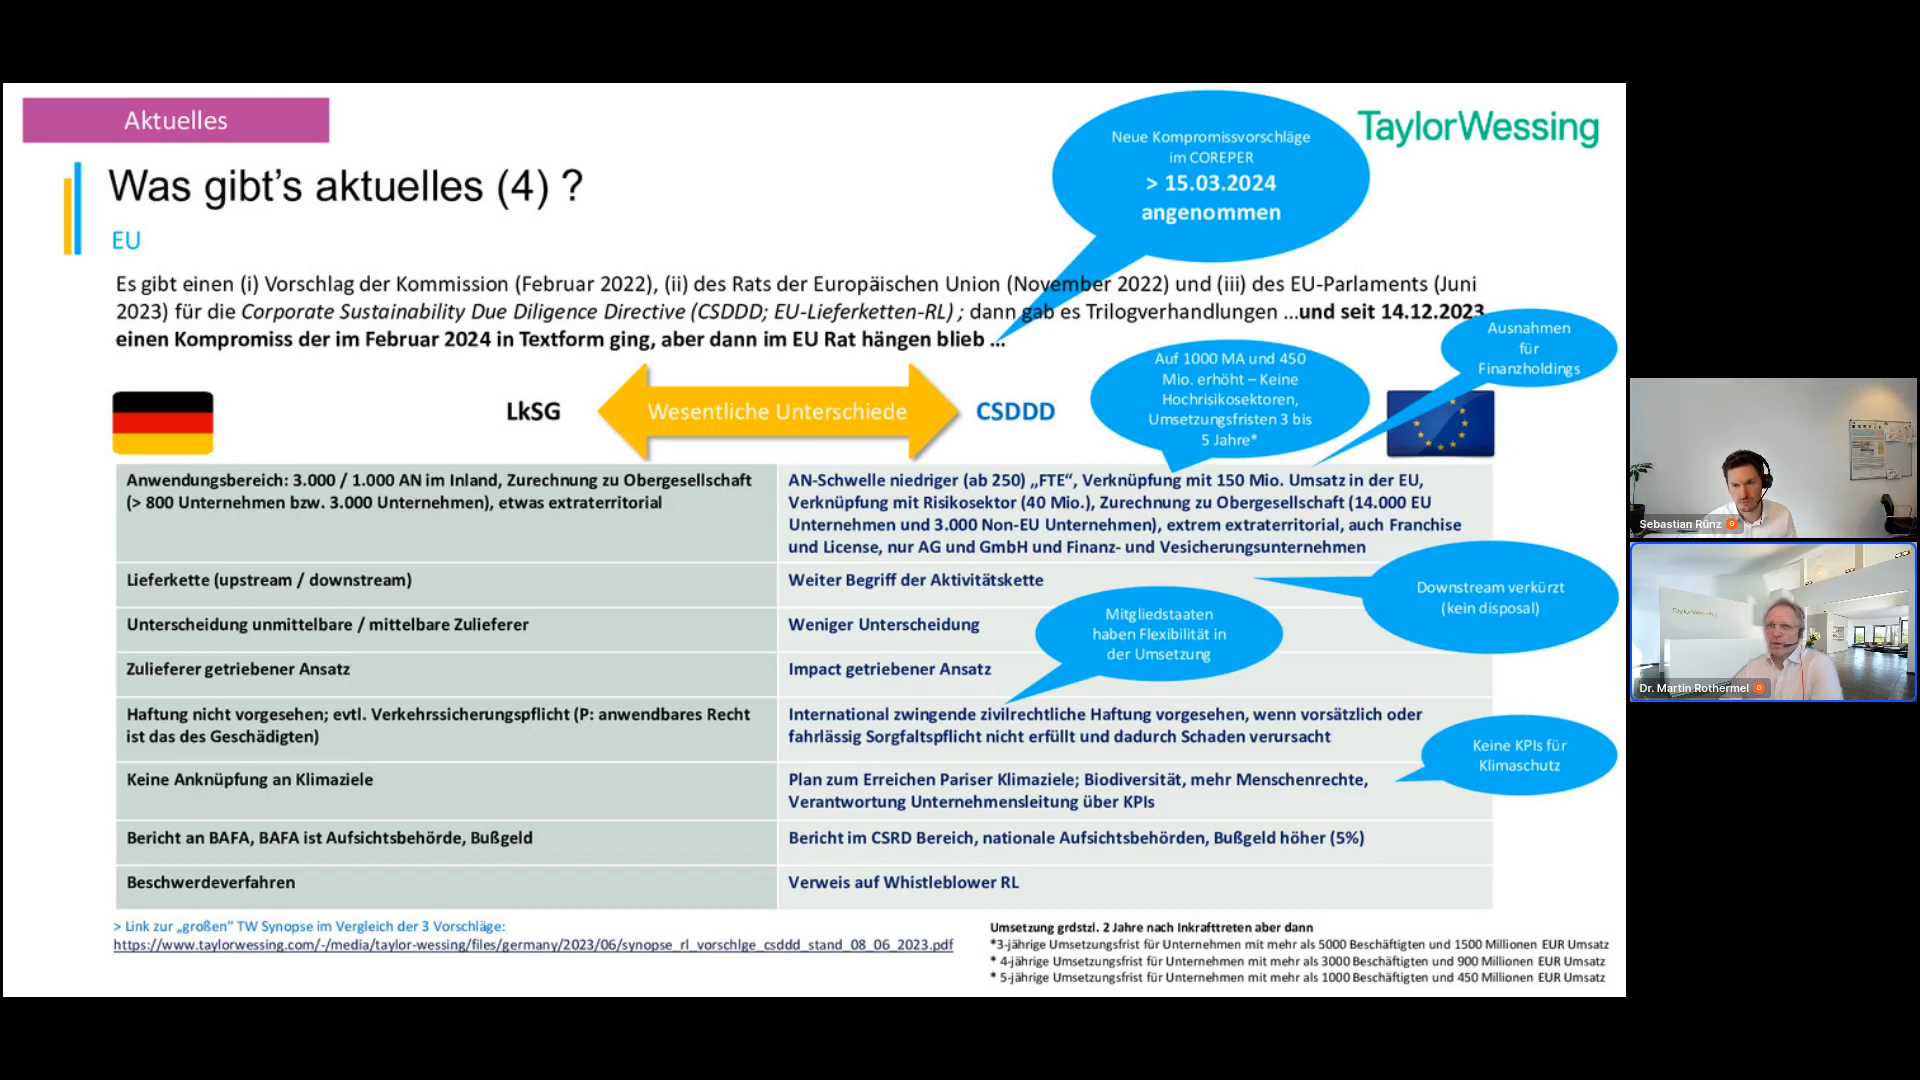 Aktuelles
TaylorWessing
Neue Kompromissvorschläge
im COREPER
> 15.03.2024
angenommen
Was gibt's aktuelles (4) ?
EU
Es gibt einen (i) Vorschlag der Kommission (Februar 2022), (ii) des Rats der Europäischen Union (November 2022) und (iii) des EU-Parlaments (Juni
2023) für die Corporate Sustainability Due Diligence Directive (CSDDD; EU-Lieferketten-RL) ; dann gab es Trilogverhandlungen ...und seit 14.12.2023
einen Kompromiss der im Februar 2024 in Textform ging, aber dann im EU Rat hängen blieb ...
Ausnahmen
für
Finanzholdings
Auf 1000 MA und 450
Mio. erhöht – Keine
Hochrisikosektoren,
Umsetzungsfristen 3 bis
5 Jahre*
LkSG
Wesentliche Unterschiede
CSDDD
Anwendungsbereich: 3.000 / 1.000 AN im Inland, Zurechnung zu Obergesellschaft
(> 800 Unternehmen bzw. 3.000 Unternehmen), etwas extraterritorial
AN-Schwelle niedriger (ab 250) „FTE“, Verknüpfung mit 150 Mio. Umsatz in der EU,
Verknüpfung mit Risikosektor (40 Mio.), Zurechnung zu Obergesellschaft (14.000 EU
Unternehmen und 3.000 Non-EU Unternehmen), extrem extraterritorial, auch Franchise
und License, nur AG und GmbH und Finanz- und Vesicherungsunternehmen
Lieferkette (upstream / downstream)
Weiter Begriff der Aktivitätskette
Downstream verkürzt
(kein disposal)
Unterscheidung unmittelbare / mittelbare Zulieferer
Weniger Unterscheidung
Mitgliedstaaten
haben Flexibilität in
der Umsetzung
Zulieferer getriebener Ansatz
Impact getriebener Ansatz
Haftung nicht vorgesehen; evtl. Verkehrssicherungspflicht (P: anwendbares Recht
ist das des Geschädigten)
International zwingende zivilrechtliche Haftung vorgesehen, wenn vorsätzlich oder
fahrlässig Sorgfaltspflicht nicht erfüllt und dadurch Schaden verursacht
Keine KPIs für
Klimaschutz
Keine Anknüpfung an Klimaziele
Plan zum Erreichen Pariser Klimaziele; Biodiversität, mehr Menschenrechte,
Verantwortung Unternehmensleitung über KPIs
Bericht an BAFA, BAFA ist Aufsichtsbehörde, Bußgeld
Bericht im CSRD Bereich, nationale Aufsichtsbehörden, Bußgeld höher (5%)
Beschwerdeverfahren
Verweis auf Whistleblower RL
> Link zur „großen“ TW Synopse im Vergleich der 3 Vorschläge:
https://www.taylorwessing.com/-/media/taylor-wessing/files/germany/2023/06/synopse_rl_vorschlge_csddd_stand_08_06_2023.pdf
Umsetzung grdstzl. 2 Jahre nach Inkrafttreten aber dann
*3-jährige Umsetzungsfrist für Unternehmen mit mehr als 5000 Beschäftigten und 1500 Millionen EUR Umsatz
* 4-jährige Umsetzungsfrist für Unternehmen mit mehr als 3000 Beschäftigten und 900 Millionen EUR Umsatz
* 5-jährige Umsetzungsfrist für Unternehmen mit mehr als 1000 Beschäftigten und 450 Millionen EUR Umsatz
Sebastian Rünz
TaylorWessing
Dr. Martin Rothermel